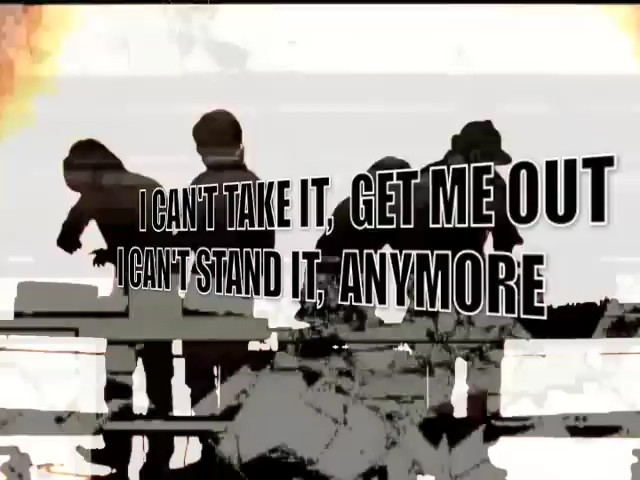 I CAN'T TAKE IT, GET ME OUT
I CAN'T STAND IT, ANYMORE